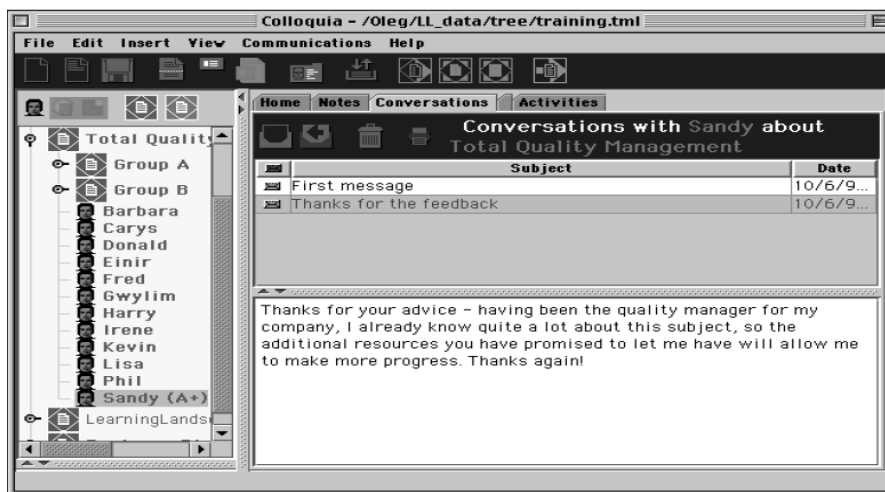 Colloquia - /Oleg/LL_data/tree/training.tml
File Edit Insert View Communications Help
Home Notes Conversations Activities
Conversations with Sandy about
Total Quality Management
Subject Date
First message 10/6/9...
Thanks for the feedback 10/6/9...
Total Quality
Group A
Group B
Barbara
Carys
Donald
Einir
Fred
Gwylim
Harry
Irene
Kevin
Lisa
Phil
Sandy (A+)
LearningLands
Thanks for your advice - having been the quality manager for my
company, I already know quite a lot about this subject, so the
additional resources you have promised to let me have will allow me
to make more progress. Thanks again!